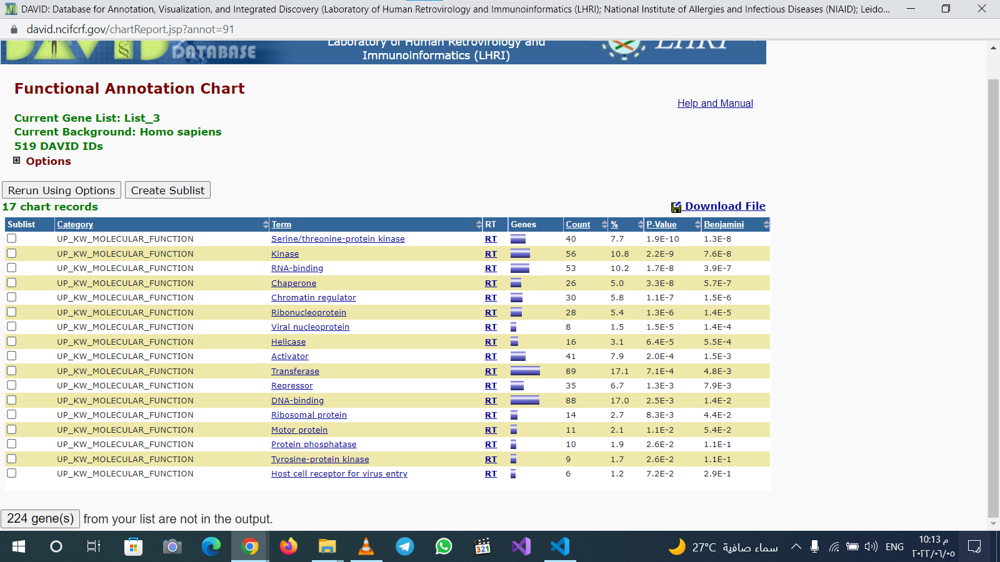 DAVID: Database for Annotation, Visualization, and Integrated Discovery (Laboratory of Human Retrovirology and Immunoinformatics (LHRI); National Institute of Allergies and Infectious Diseases (NIAID); Leido...
david.ncifcrf.gov/chartReport.jsp?annot=91
DAVID DATABASE Laboratory of Human Retrovirology and LHRI
Immunoinformatics (LHRI)
Functional Annotation Chart
Help and Manual
Current Gene List: List_3
Current Background: Homo sapiens
519 DAVID IDs
Options
Rerun Using Options Create Sublist
17 chart records Download File
Sublist Category Term RT Genes Count % P-Value Benjamini
UP_KW_MOLECULAR_FUNCTION Serine/threonine-protein kinase RT 40 7.7 1.9E-10 1.3E-8
UP_KW_MOLECULAR_FUNCTION Kinase RT 56 10.8 2.2E-9 7.6E-8
UP_KW_MOLECULAR_FUNCTION RNA-binding RT 53 10.2 1.7E-8 3.9E-7
UP_KW_MOLECULAR_FUNCTION Chaperone RT 26 5.0 3.3E-8 5.7E-7
UP_KW_MOLECULAR_FUNCTION Chromatin regulator RT 30 5.8 1.1E-7 1.5E-6
UP_KW_MOLECULAR_FUNCTION Ribonucleoprotein RT 28 5.4 1.3E-6 1.4E-5
UP_KW_MOLECULAR_FUNCTION Viral nucleoprotein RT 8 1.5 1.5E-5 1.4E-4
UP_KW_MOLECULAR_FUNCTION Helicase RT 16 3.1 6.4E-5 5.5E-4
UP_KW_MOLECULAR_FUNCTION Activator RT 41 7.9 2.0E-4 1.5E-3
UP_KW_MOLECULAR_FUNCTION Transferase RT 89 17.1 7.1E-4 4.8E-3
UP_KW_MOLECULAR_FUNCTION Repressor RT 35 6.7 1.3E-3 7.9E-3
UP_KW_MOLECULAR_FUNCTION DNA-binding RT 88 17.0 2.5E-3 1.4E-2
UP_KW_MOLECULAR_FUNCTION Ribosomal protein RT 14 2.7 8.3E-3 4.4E-2
UP_KW_MOLECULAR_FUNCTION Motor protein RT 11 2.1 1.1E-2 5.4E-2
UP_KW_MOLECULAR_FUNCTION Protein phosphatase RT 10 1.9 2.6E-2 1.1E-1
UP_KW_MOLECULAR_FUNCTION Tyrosine-protein kinase RT 9 1.7 2.6E-2 1.1E-1
UP_KW_MOLECULAR_FUNCTION Host cell receptor for virus entry RT 6 1.2 7.2E-2 2.9E-1
224 gene(s) from your list are not in the output.
321
27°C سماء صافية ENG
10:13 م
٢٠٢٢/٠٦/٠٥